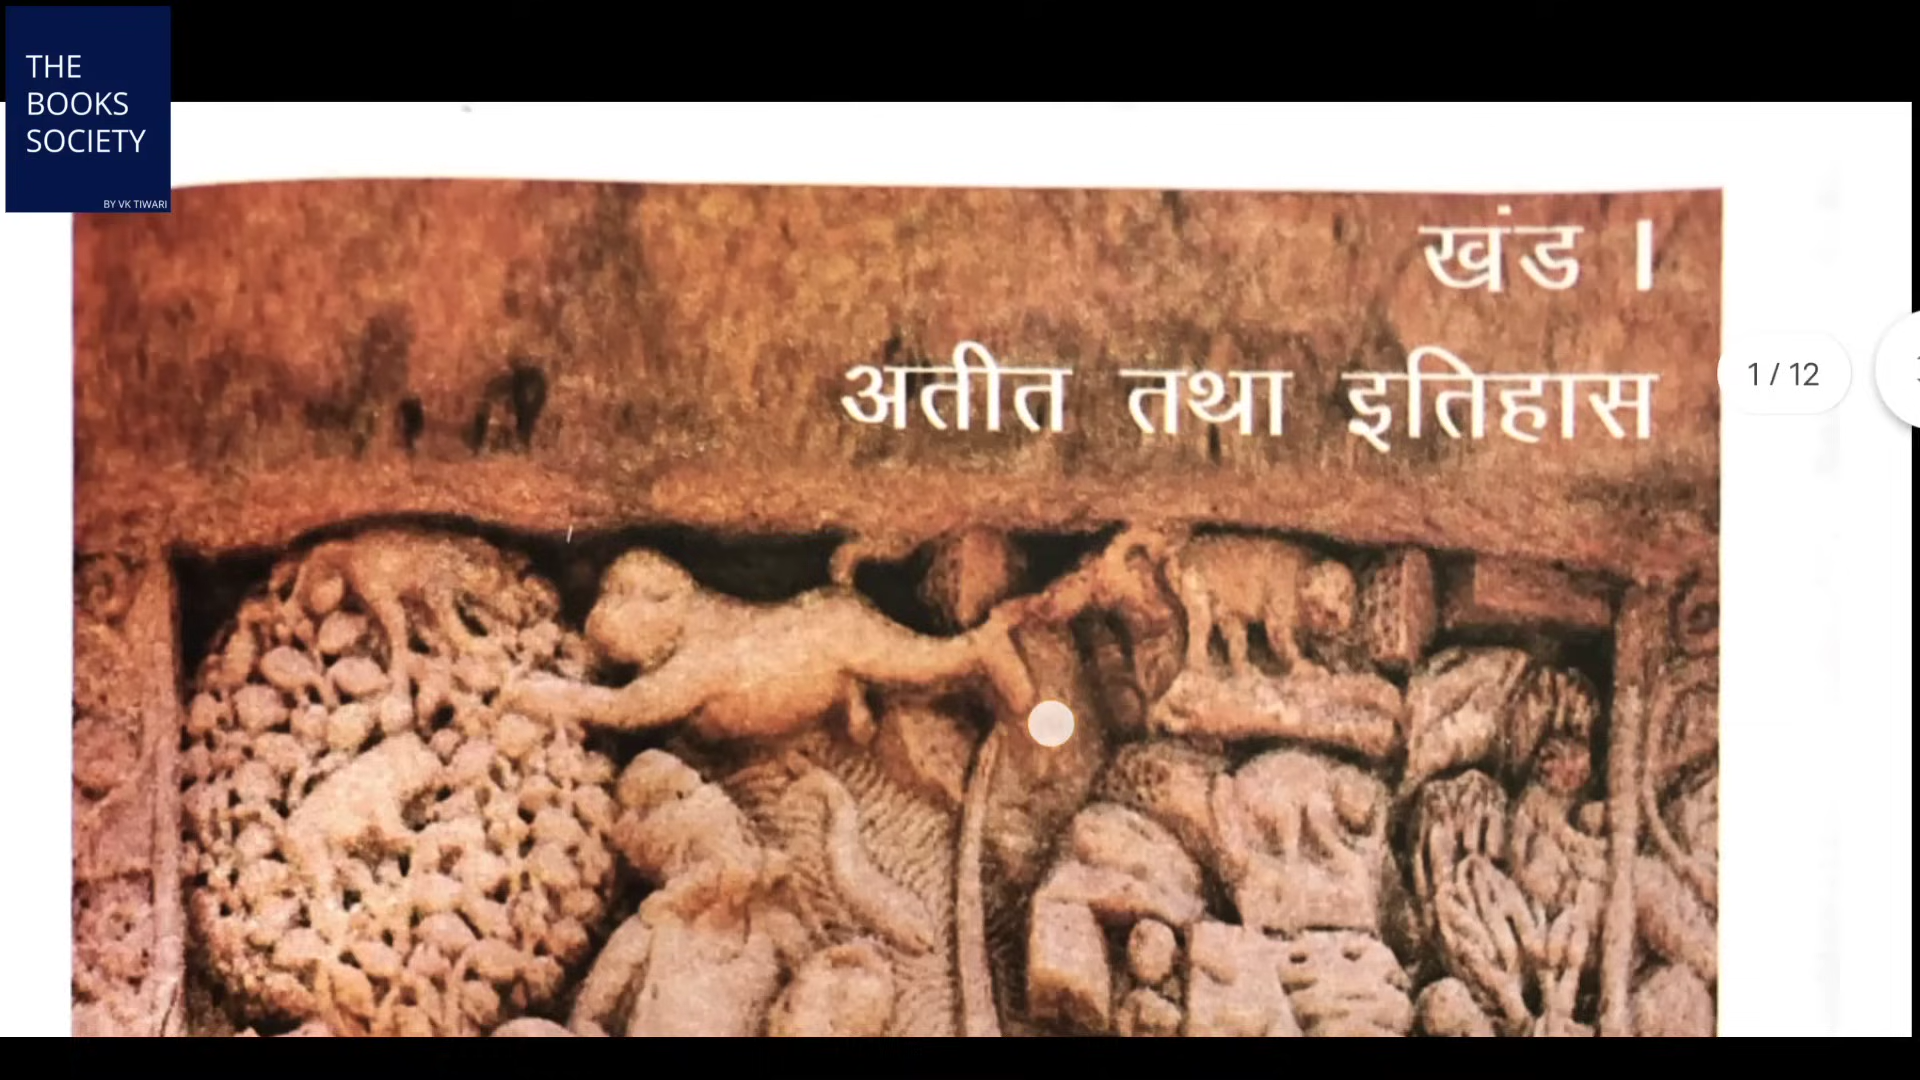 THE
BOOKS
SOCIETY
BY VK TIWARI
खंड I
अतीत तथा इतिहास
1 / 12